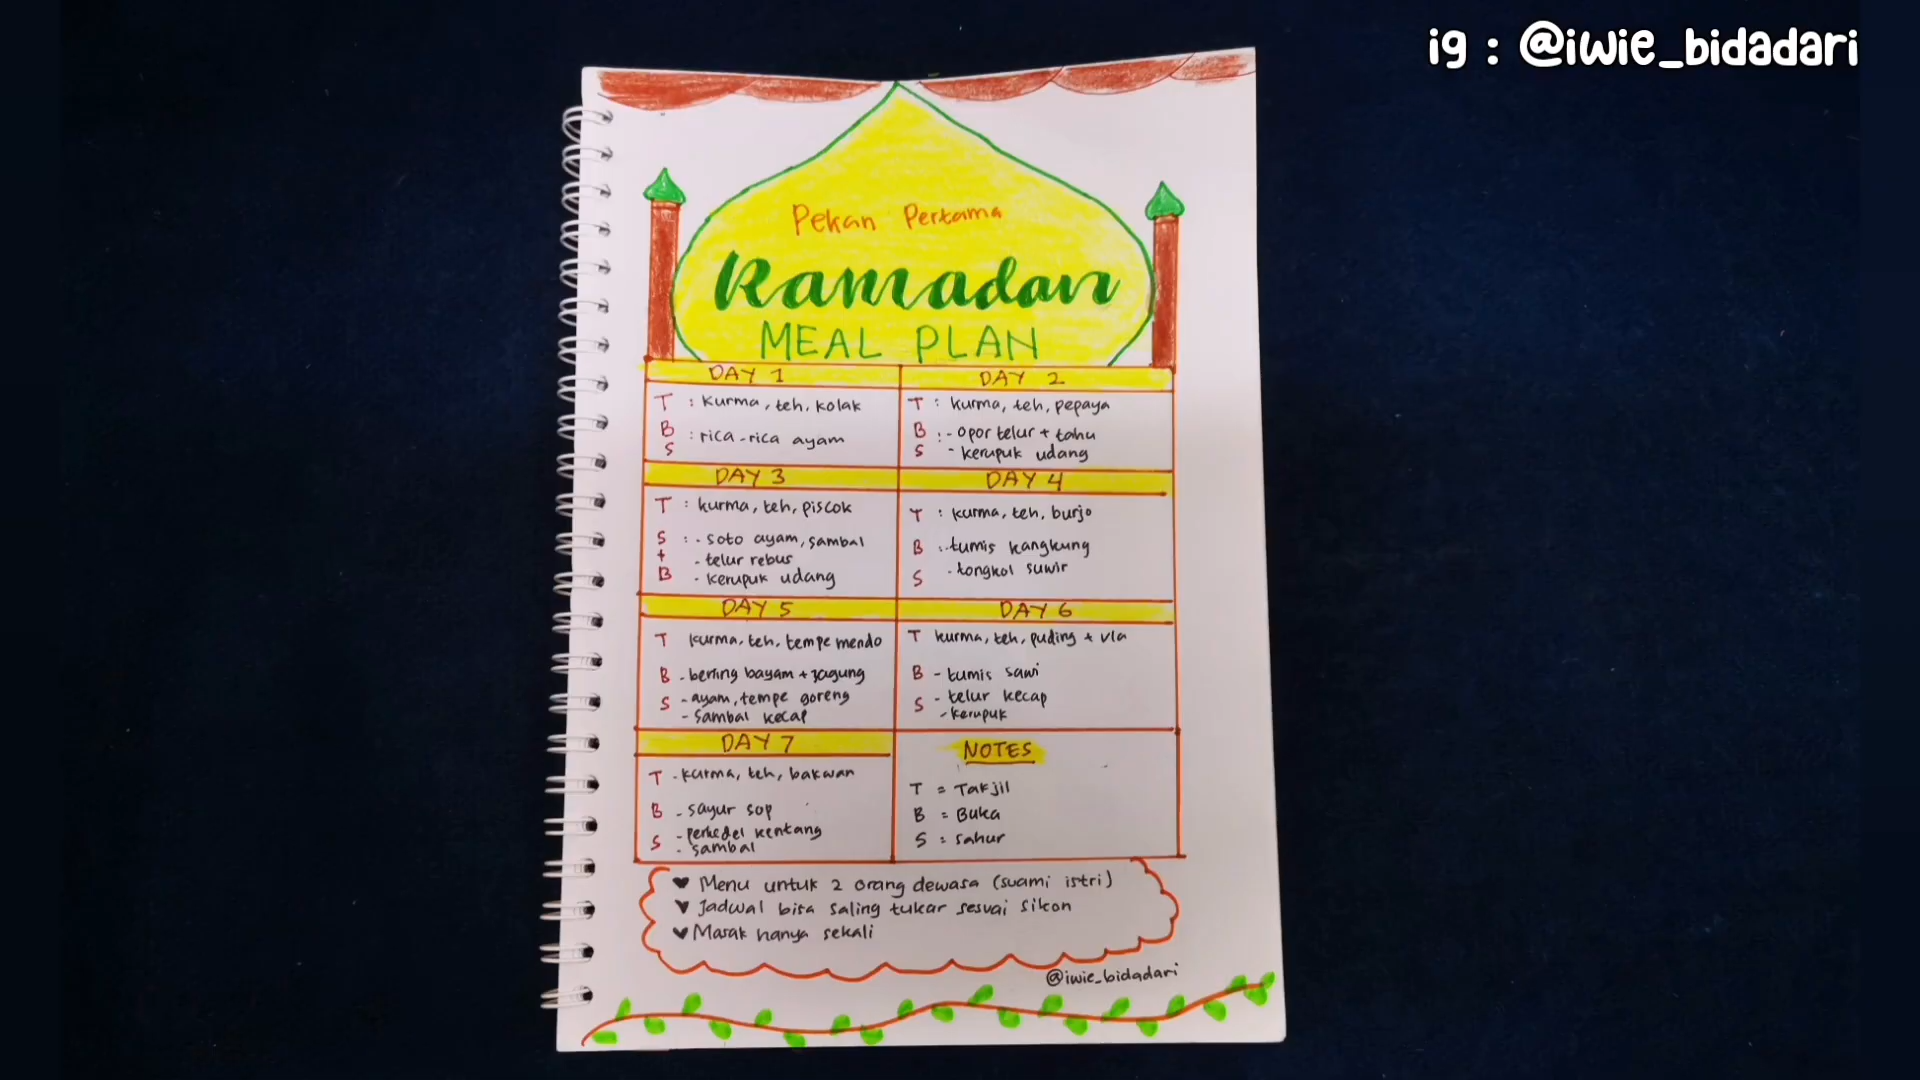 ig : @iwie_bidadari
Pekan Pertama
Ramadan
MEAL PLAN
DAY 1
T : kurma, teh, kolak
B
: rica-rica ayam
S
DAY 2
T : kurma, teh, pepaya
B : - opor telur + tahu
S - kerupuk udang
DAY 3
T : kurma, teh, piscok
S : - soto ayam, sambal
+ - telur rebus
B - kerupuk udang
DAY 4
T : kurma, teh, burjo
B : - tumis kangkung
S - tongkol suwir
DAY 5
T kurma, teh, tempe mendo
B - bening bayam + jagung
S - ayam, tempe goreng
- sambal kecap
DAY 6
T kurma, teh, puding + vla
B - tumis sawi
S - telur kecap
- kerupuk
DAY 7
T - kurma, teh, bakwan
B - sayur sop
- perkedel kentang
S - sambal
NOTES
T = Takjil
B = Buka
S = Sahur
♥ Menu untuk 2 orang dewasa (suami istri)
♥ Jadwal bisa saling tukar sesuai sikon
♥ Masak hanya sekali
@iwie_bidadari